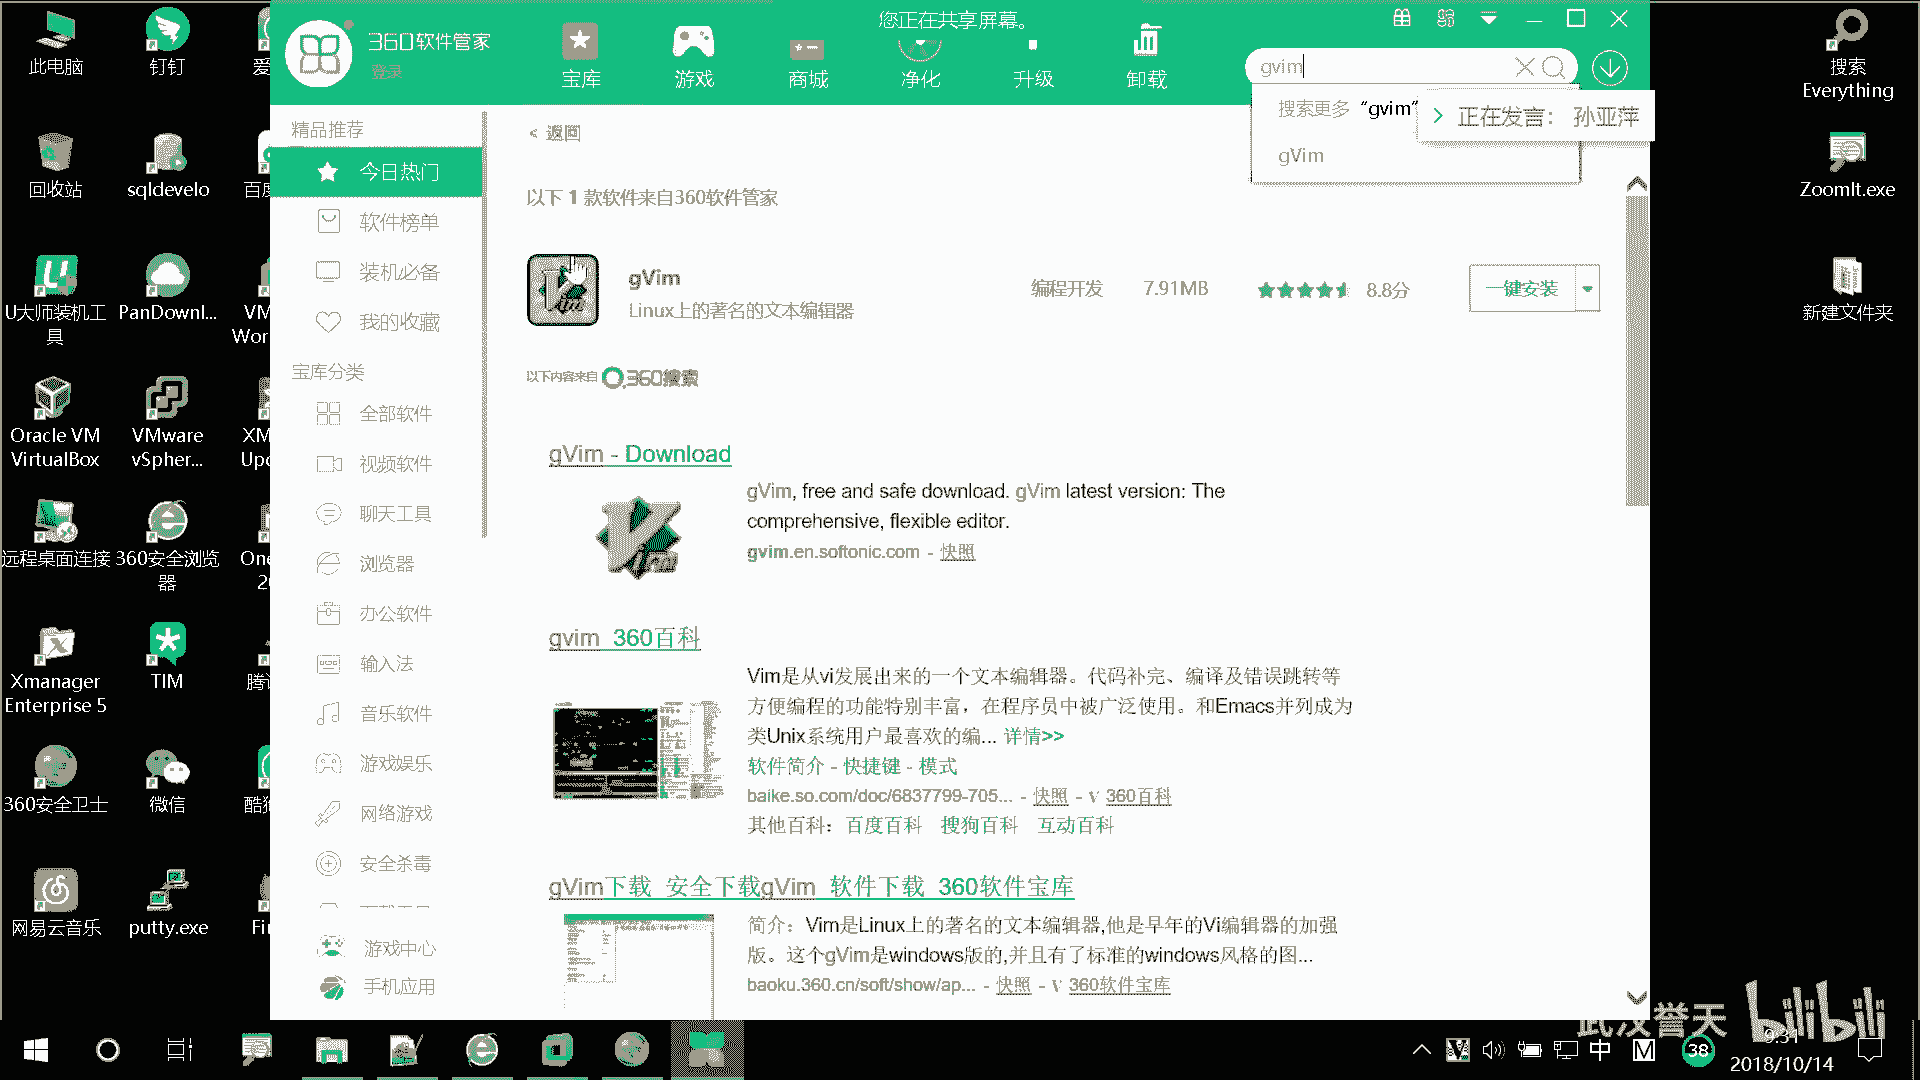 您正在共享屏幕。
360软件管家
登录
宝库
游戏
商城
净化
升级
卸载
gvim
搜索更多 “gvim”
gVim
正在发言： 孙亚萍
精品推荐
今日热门
软件榜单
装机必备
我的收藏
宝库分类
全部软件
视频软件
聊天工具
浏览器
办公软件
输入法
音乐软件
游戏娱乐
网络游戏
安全杀毒
游戏中心
手机应用
< 返回
以下 1 款软件来自360软件管家
gVim
Linux上的著名的文本编辑器
编程开发
7.91MB
8.8分
一键安装
以下内容来自 360搜索
gVim - Download
gVim, free and safe download. gVim latest version: The
comprehensive, flexible editor.
gvim.en.softonic.com - 快照
gvim_360百科
Vim是从vi发展出来的一个文本编辑器。代码补完、编译及错误跳转等
方便编程的功能特别丰富，在程序员中被广泛使用。和Emacs并列成为
类Unix系统用户最喜欢的编... 详情>>
软件简介 - 快捷键 - 模式
baike.so.com/doc/6837799-705... - 快照 - V 360百科
其他百科： 百度百科 搜狗百科 互动百科
gVim下载_安全下载gVim_软件下载_360软件宝库
简介：Vim是Linux上的著名的文本编辑器,他是早年的Vi编辑器的加强
版。这个gVim是windows版的,并且有了标准的windows风格的图...
baoku.360.cn/soft/show/ap... - 快照 - V 360软件宝库
此电脑
钉钉
爱
回收站
sqldevelo
百度
U大师装机工
具
PanDownl...
VM
Wor
Oracle VM
VirtualBox
VMware
vSpher...
XM
Upd
远程桌面连接
360安全浏览
器
One
20
Xmanager
Enterprise 5
TIM
腾讯
360安全卫士
微信
酷狗
网易云音乐
putty.exe
Fir
搜索
Everything
ZoomIt.exe
新建文件夹
武汉誉天
bilibili
中
M
38
9:31
2018/10/14